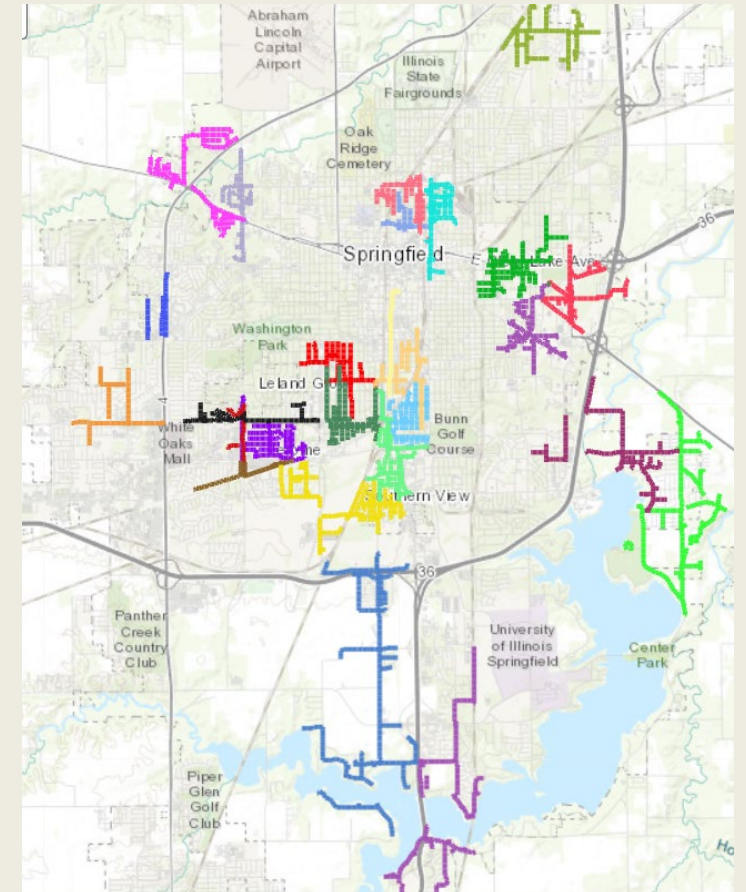 Abraham
Lincoln
Capital
Airport
Illinois
State
Fairgrounds
Oak
Ridge
Cemetery
36
Springfield
E
Lake Ave
Washington
Park
Leland G
4
White
Oaks
Mall
Bunn
Golf
Course
Southern View
36
Panther
Creek
Country
Club
University
of Illinois
Springfield
Center
Park
Piper
Glen
Golf
Club